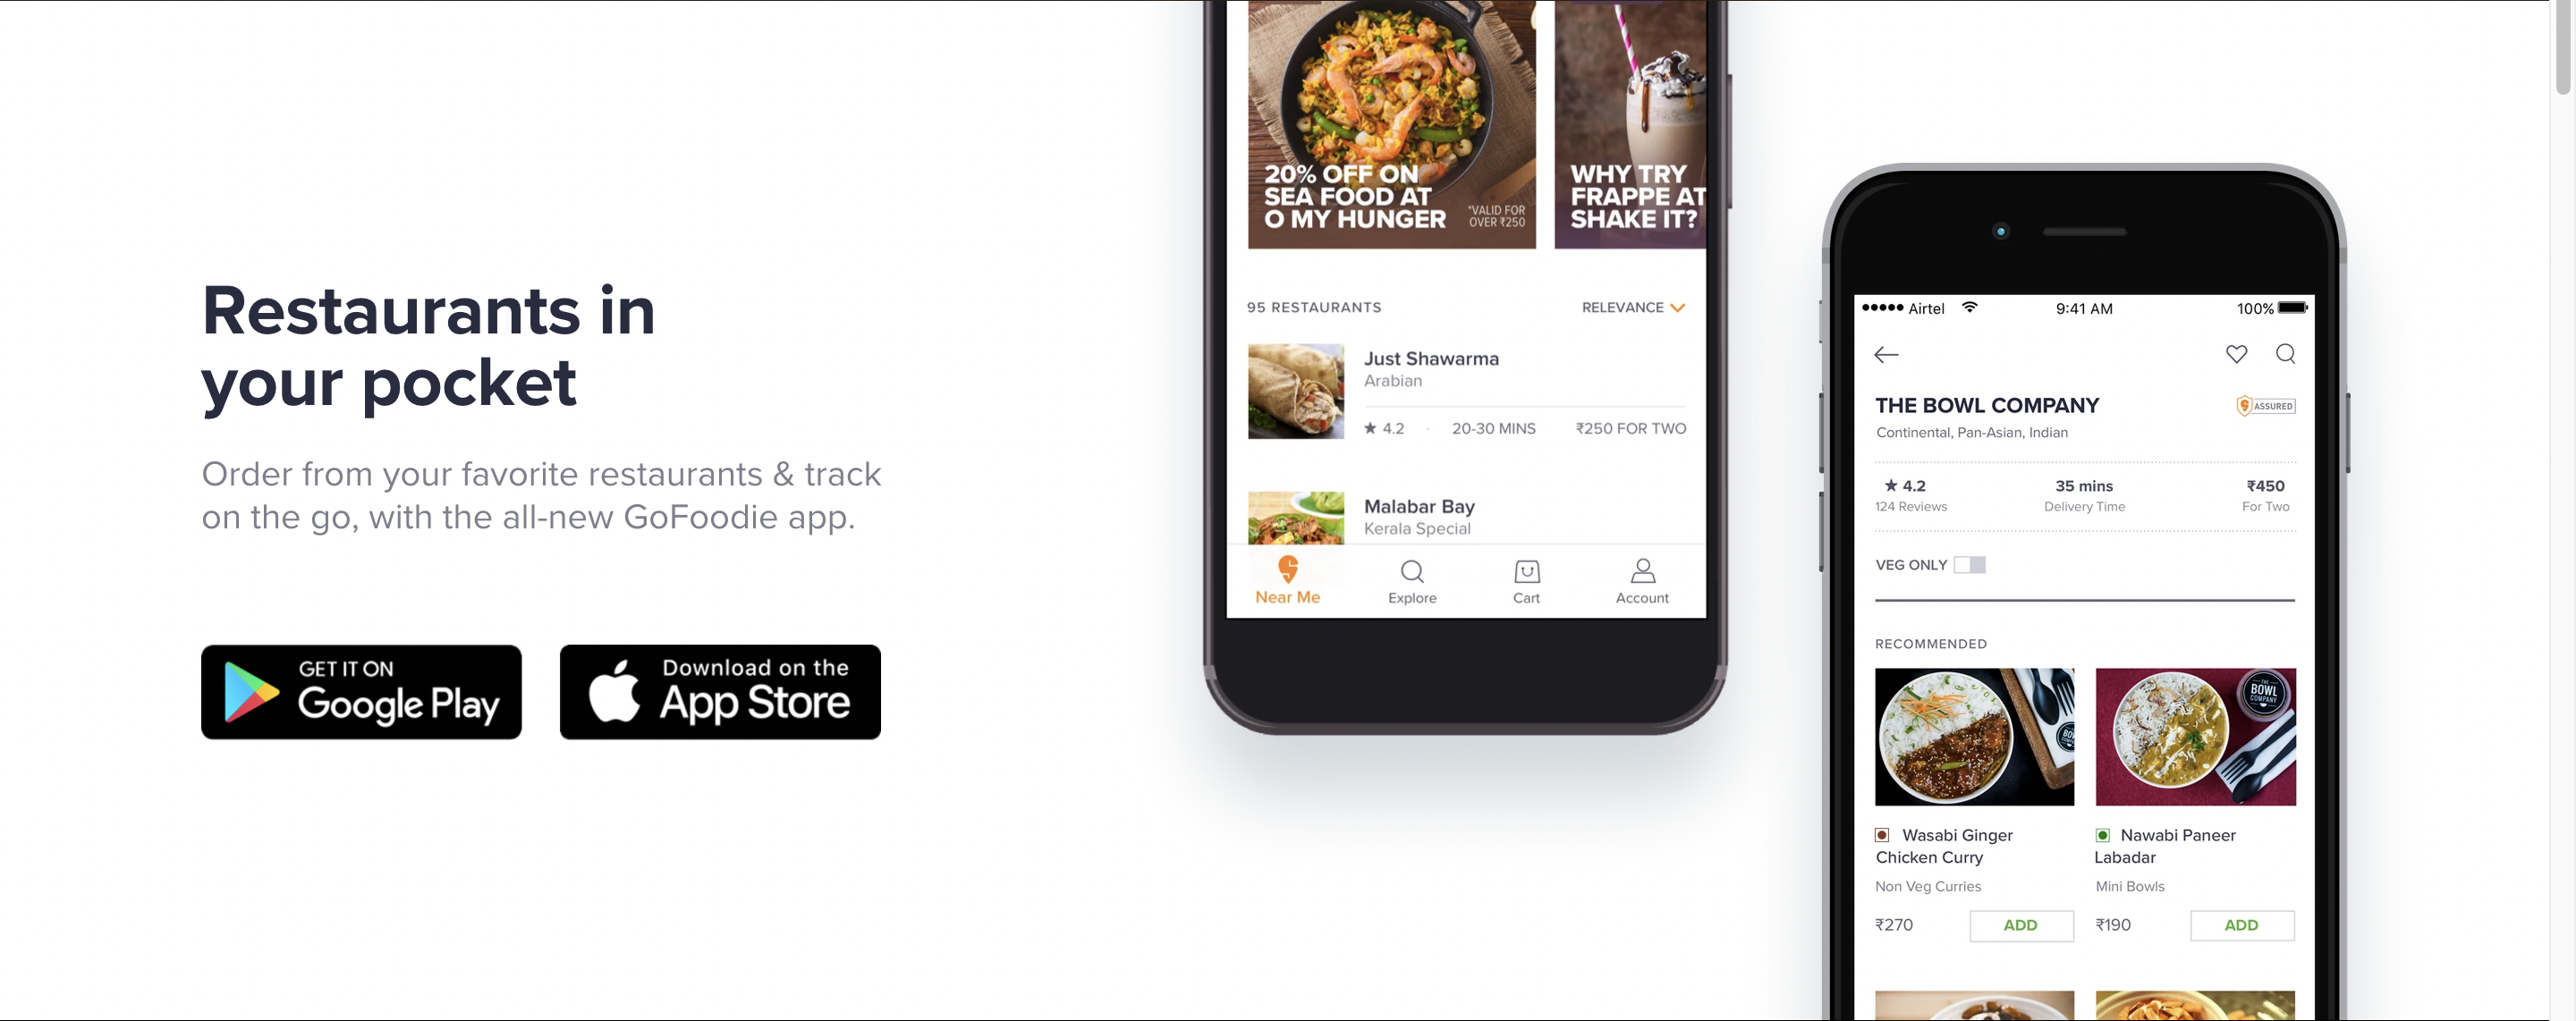 Restaurants in
your pocket
Order from your favorite restaurants & track
on the go, with the all-new GoFoodie app.
GET IT ON
Google Play
Download on the
App Store
20% OFF ON
SEA FOOD AT
O MY HUNGER
*VALID FOR
OVER ₹250
WHY TRY
FRAPPE AT
SHAKE IT?
95 RESTAURANTS
RELEVANCE
Just Shawarma
Arabian
★ 4.2 · 20-30 MINS ₹250 FOR TWO
Malabar Bay
Kerala Special
Near Me Explore Cart Account
Airtel 9:41 AM 100%
THE BOWL COMPANY
ASSURED
Continental, Pan-Asian, Indian
★ 4.2 35 mins ₹450
124 Reviews Delivery Time For Two
VEG ONLY
RECOMMENDED
THE
BOWL
COMPANY
Wasabi Ginger
Chicken Curry
Non Veg Curries
₹270 ADD
Nawabi Paneer
Labadar
Mini Bowls
₹190 ADD